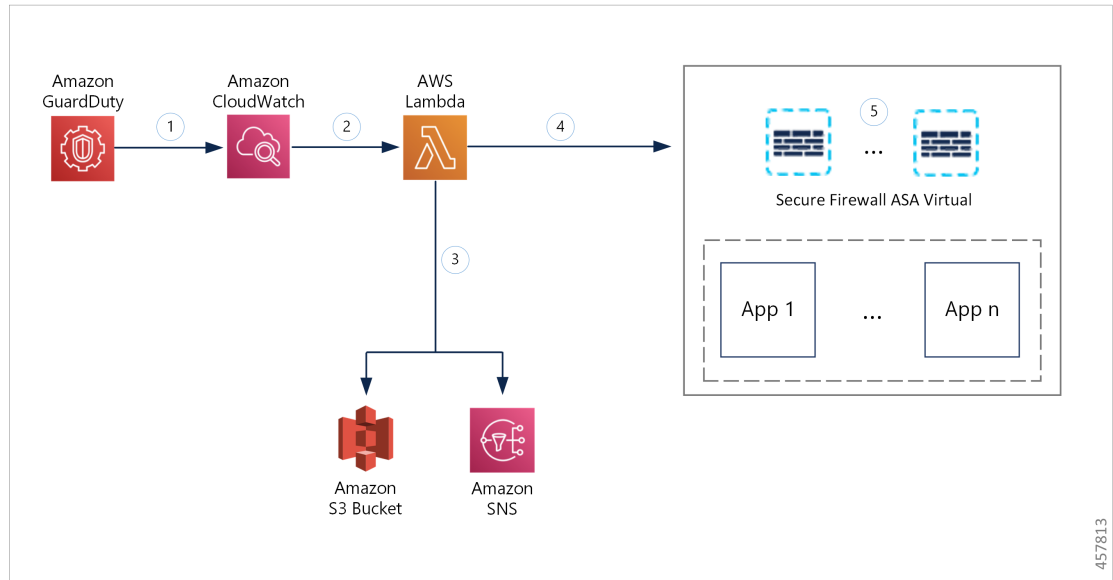 Amazon
GuardDuty
Amazon
CloudWatch
AWS
Lambda
1
2
4
5
...
Secure Firewall ASA Virtual
3
App 1
...
App n
Amazon
S3 Bucket
Amazon
SNS
457813